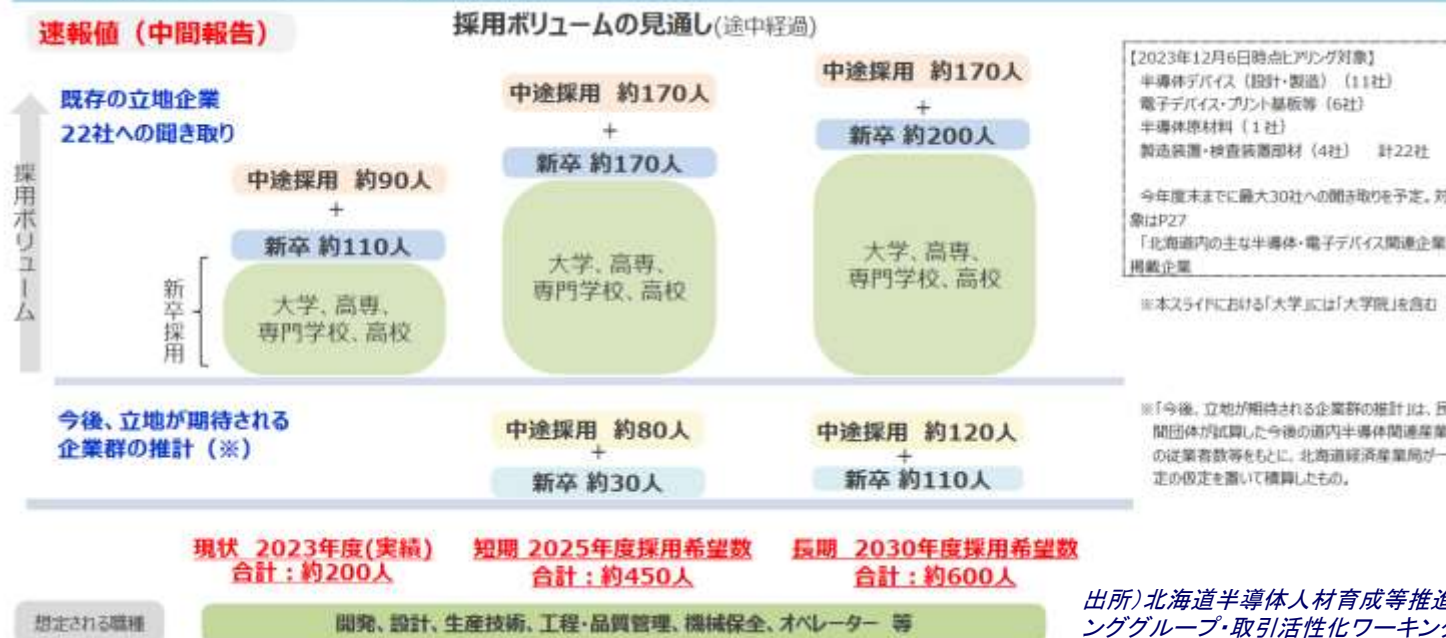 速報値（中間報告）
採用ボリュームの見通し(途中経過)
既存の立地企業
22社への聞き取り
採用ボリューム
中途採用 約90人
+
新卒 約110人
新卒採用
大学、高専、
専門学校、高校
中途採用 約170人
+
新卒 約170人
大学、高専、
専門学校、高校
中途採用 約170人
+
新卒 約200人
大学、高専、
専門学校、高校
【2023年12月6日時点ヒアリング対象】
半導体デバイス（設計・製造）（11社）
電子デバイス・プリント基板等（6社）
半導体原材料（1社）
製造装置・検査装置部材（4社） 計22社
今年度末までに最大30社への聞き取りを予定。対
象はP27
「北海道内の主な半導体・電子デバイス関連企業
掲載企業
※本スライドにおける「大学」には「大学院」を含む
今後、立地が期待される
企業群の推計（※）
中途採用 約80人
+
新卒 約30人
中途採用 約120人
+
新卒 約110人
※「今後、立地が期待される企業群の推計」は、民
間団体が試算した今後の道内半導体関連産業
の従業者数等をもとに、北海道経済産業局が一
定の仮定を置いて積算したもの。
現状 2023年度(実績)
合計：約200人
短期 2025年度採用希望数
合計：約450人
長期 2030年度採用希望数
合計：約600人
想定される職種
開発、設計、生産技術、工程・品質管理、機械保全、オペレーター 等
出所）北海道半導体人材育成等推進
ンググループ・取引活性化ワーキン